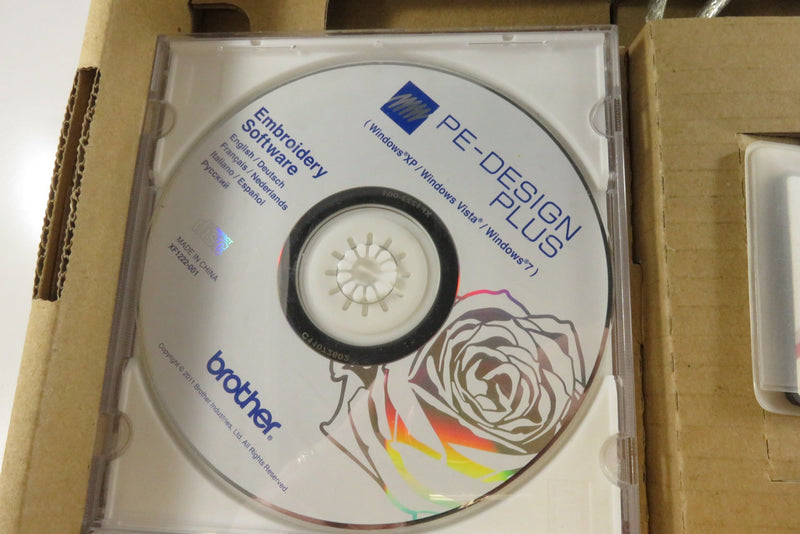 PE-DESIGN
PLUS
( Windows®XP / Windows Vista® / Windows®7 )
Embroidery
Software
English / Deutsch
Français / Nederlands
Italiano / Español
Русский
MADE IN CHINA
XF1222-001
brother®
Copyright © 2011 Brother Industries, Ltd. All Rights Reserved.